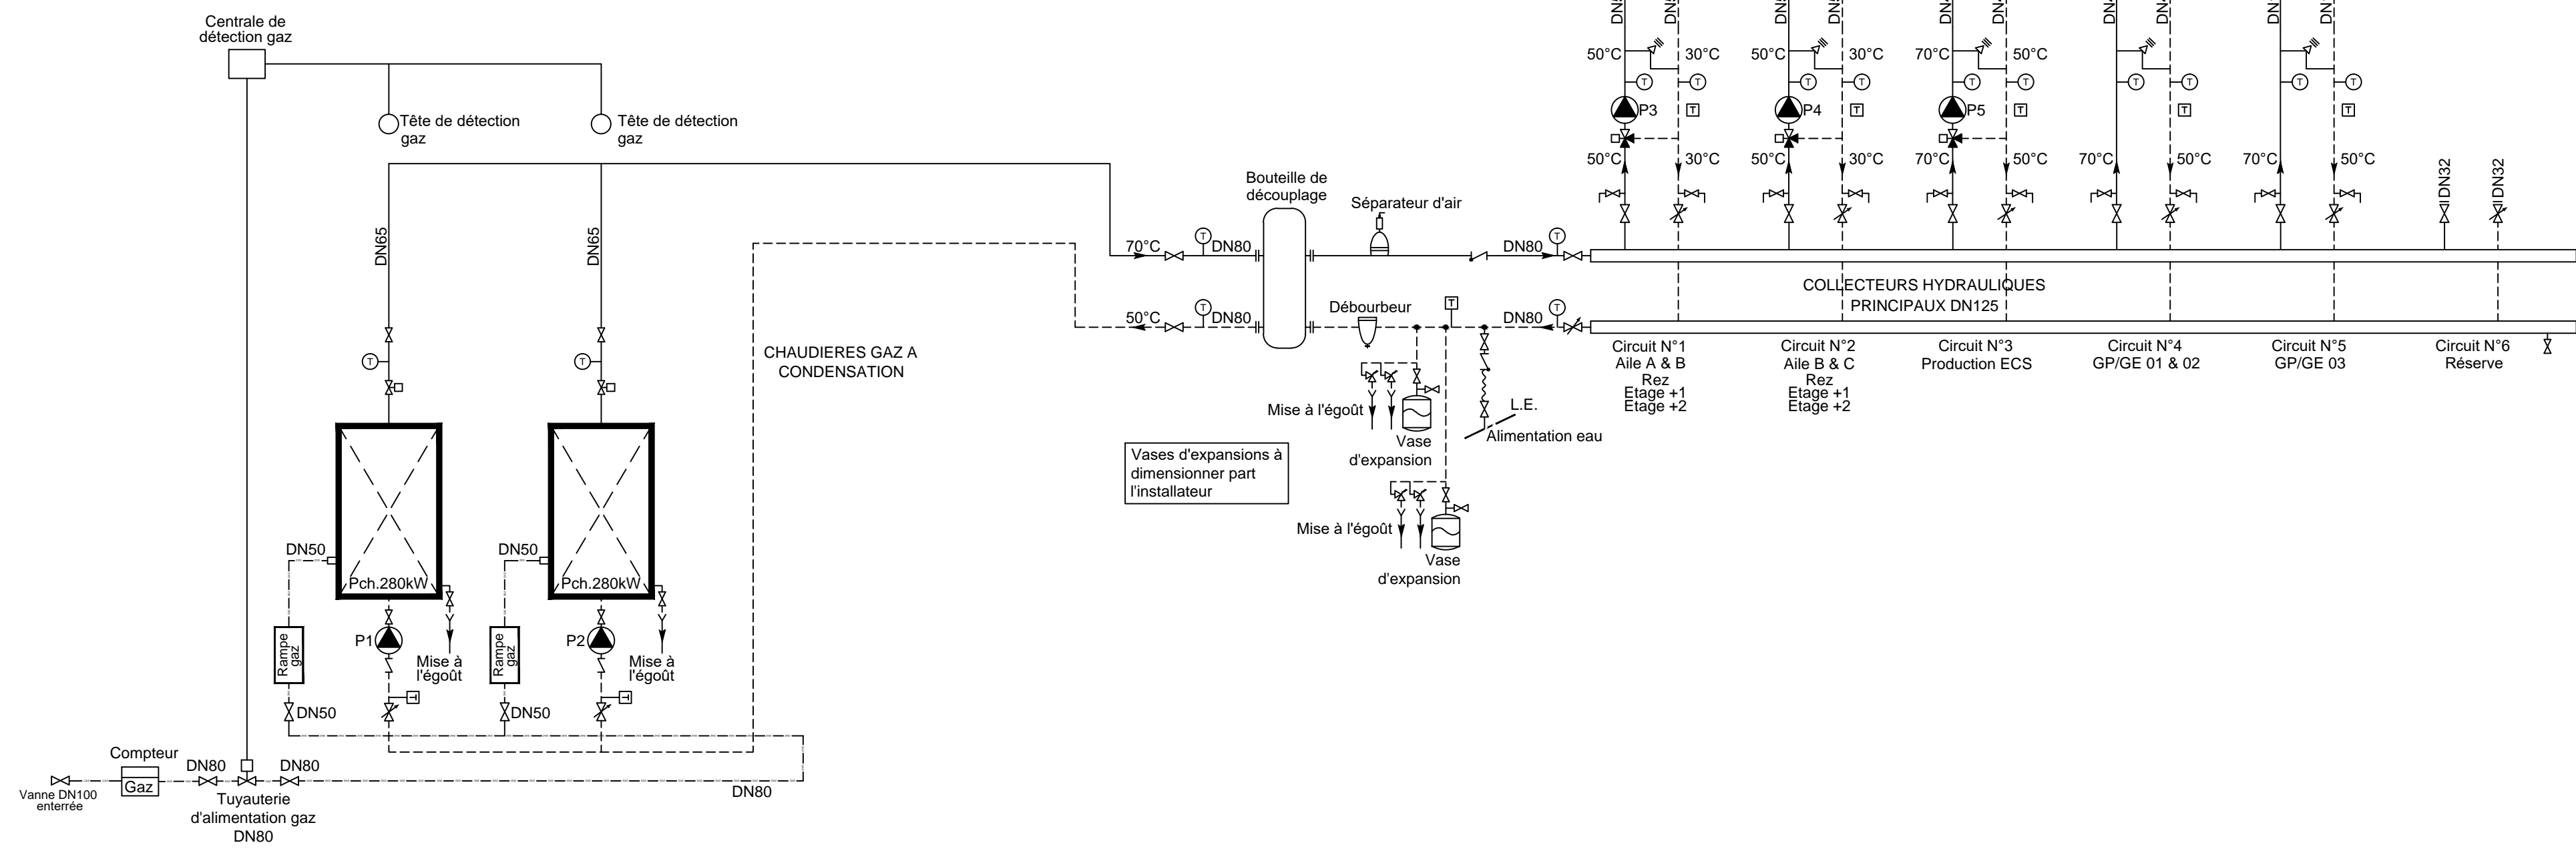 Centrale de
détection gaz
Tête de détection
gaz
Tête de détection
gaz
DN65
DN65
70°C
DN80
50°C
DN80
Bouteille de
découplage
Séparateur d'air
DN80
Débourbeur
T
DN80
CHAUDIERES GAZ A
CONDENSATION
Pch.280kW
Pch.280kW
DN50
DN50
Rampe
gaz
Rampe
gaz
P1
P2
Mise à
l'égoût
Mise à
l'égoût
DN50
DN50
Compteur
Gaz
DN80
DN80
Vanne DN100
enterrée
Tuyauterie
d'alimentation gaz
DN80
DN80
Vases d'expansions à
dimensionner part
l'installateur
Mise à l'égoût
Vase
d'expansion
Mise à l'égoût
Vase
d'expansion
L.E.
Alimentation eau
50°C
30°C
50°C
30°C
70°C
50°C
T
T
T
T
T
T
T
T
T
T
P3
T
P4
T
P5
T
T
T
50°C
30°C
50°C
30°C
70°C
50°C
70°C
50°C
70°C
50°C
DN32
DN32
COLLECTEURS HYDRAULIQUES
PRINCIPAUX DN125
Circuit N°1
Aile A & B
Rez
Etage +1
Etage +2
Circuit N°2
Aile B & C
Rez
Etage +1
Etage +2
Circuit N°3
Production ECS
Circuit N°4
GP/GE 01 & 02
Circuit N°5
GP/GE 03
Circuit N°6
Réserve